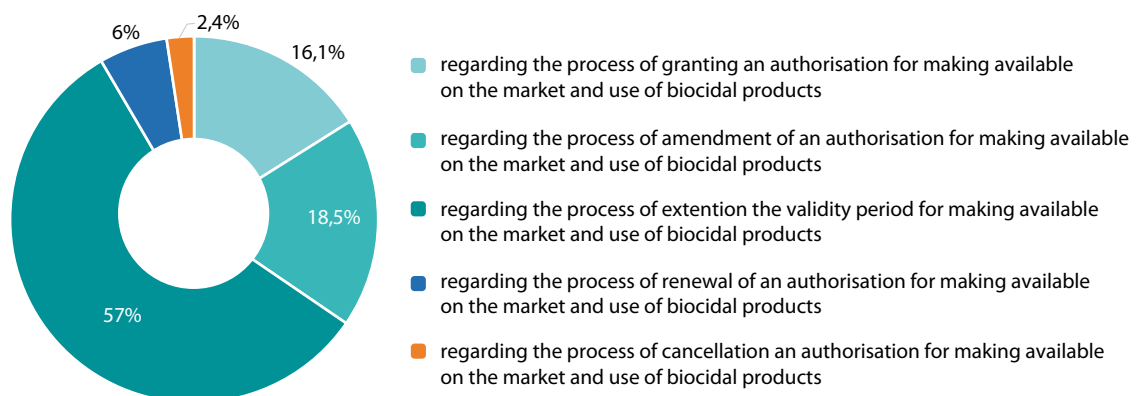 2,4%
6%
16,1%
18,5%
57%
regarding the process of granting an authorisation for making available
on the market and use of biocidal products
regarding the process of amendment of an authorisation for making available
on the market and use of biocidal products
regarding the process of extention the validity period for making available
on the market and use of biocidal products
regarding the process of renewal of an authorisation for making available
on the market and use of biocidal products
regarding the process of cancellation an authorisation for making available
on the market and use of biocidal products